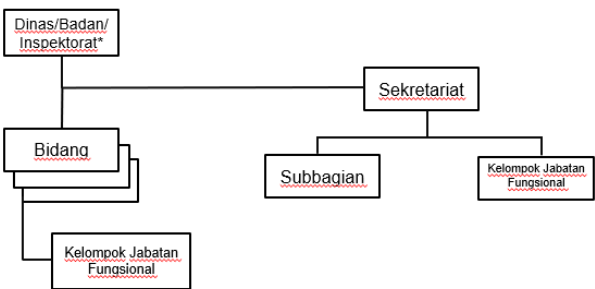 Dinas/Badan/
Inspektorat*
Sekretariat
Bidang
Subbagian
Kelompok Jabatan
Fungsional
Kelompok Jabatan
Fungsional